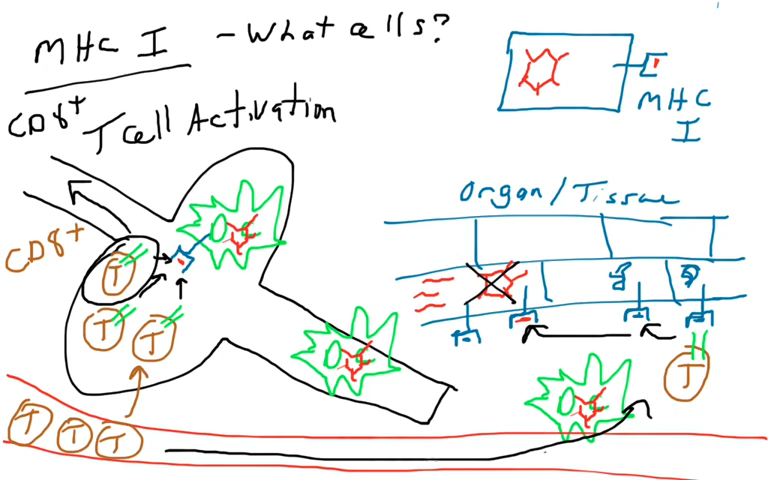 MHC I - What cells?
CD8+ T cell Activation
MHC
I
Organ/Tissue
CD8+
T
T
T
T
T
T
T